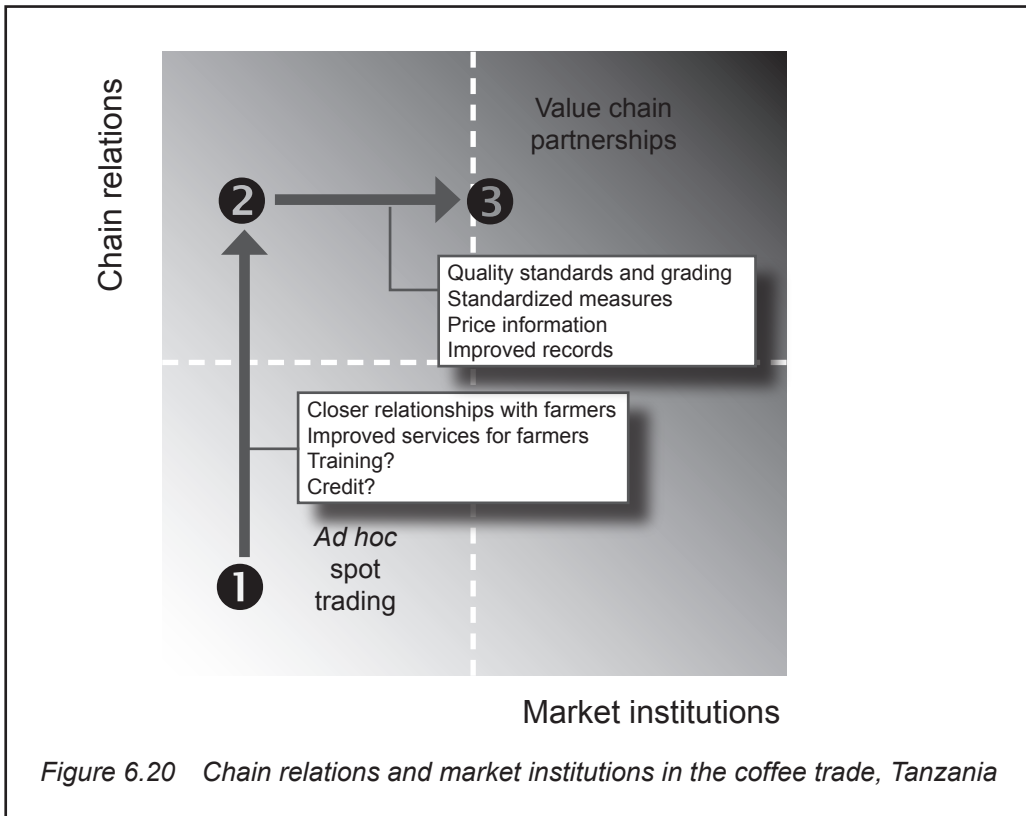 Chain relations
Value chain
partnerships
2
3
Quality standards and grading
Standardized measures
Price information
Improved records
Closer relationships with farmers
Improved services for farmers
Training?
Credit?
1
Ad hoc
spot
trading
Market institutions
Figure 6.20 Chain relations and market institutions in the coffee trade, Tanzania